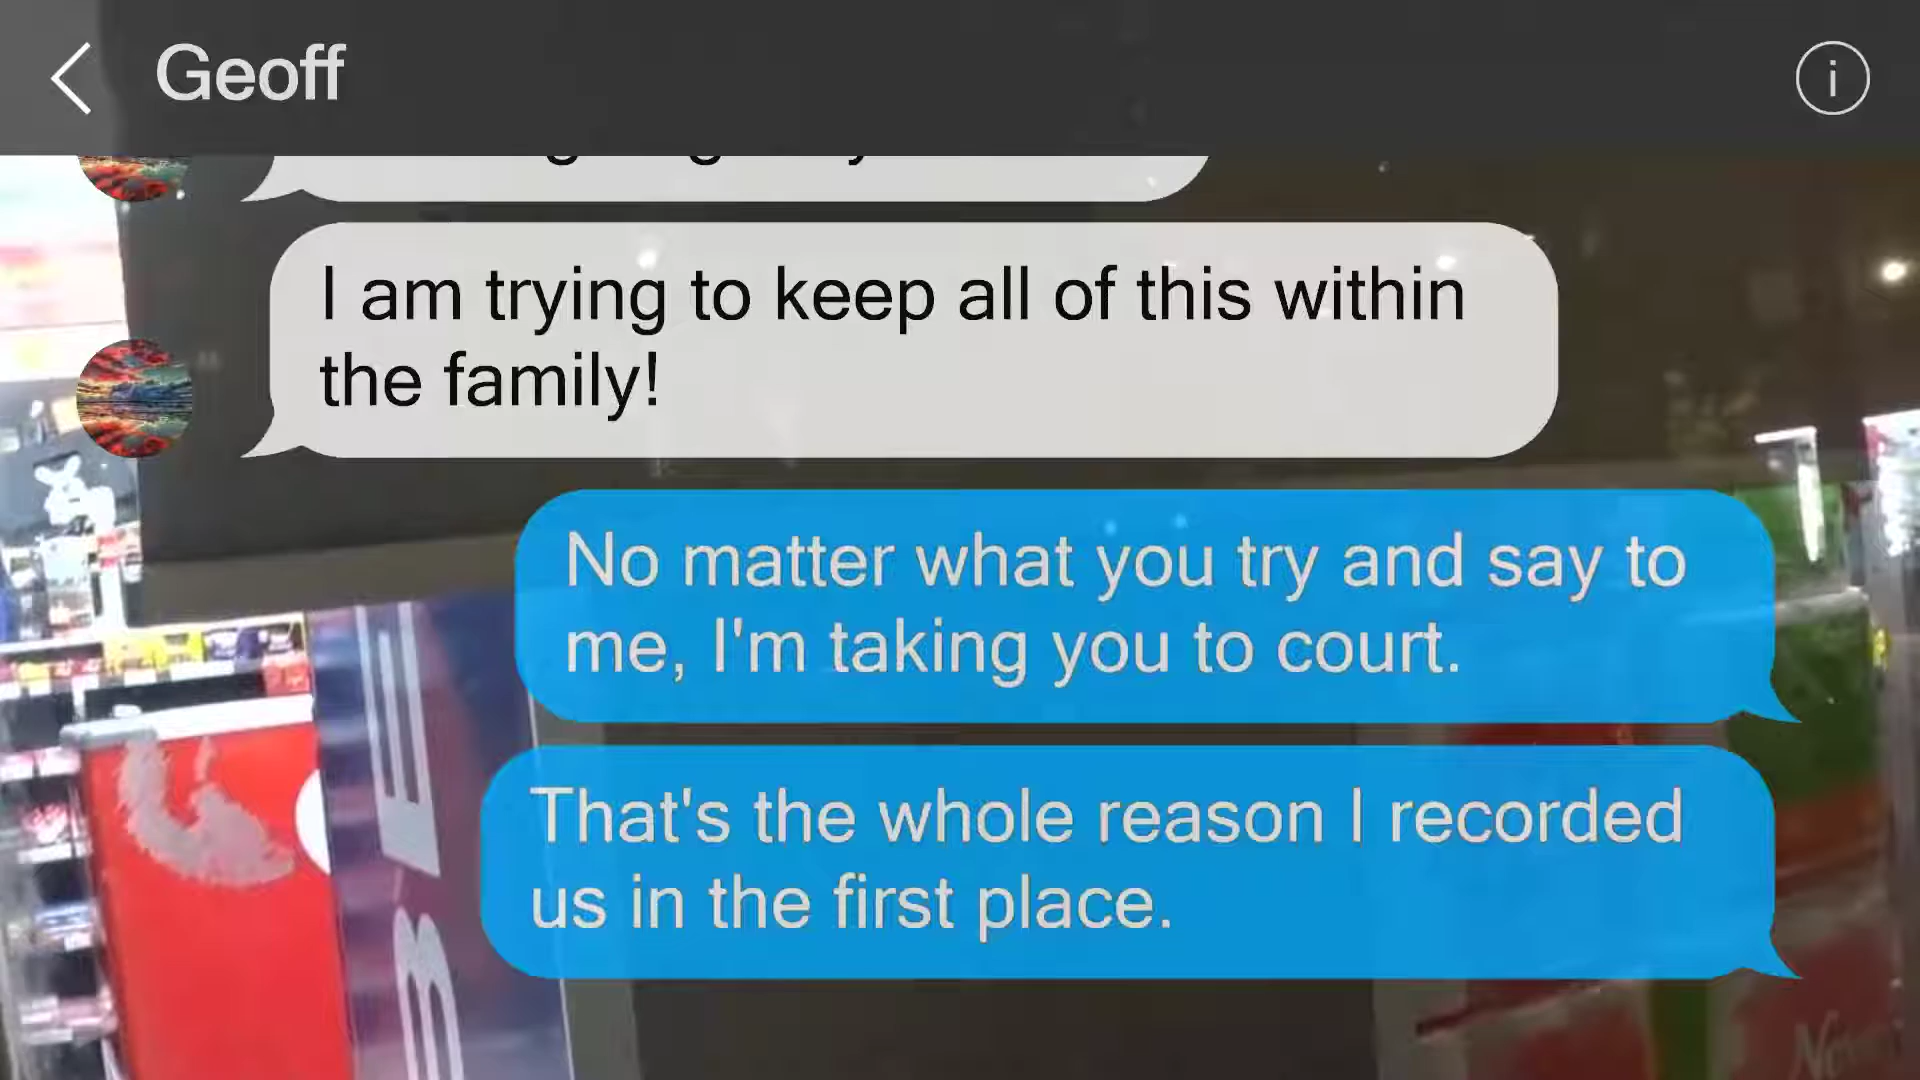 Geoff
I am trying to keep all of this within
the family!
No matter what you try and say to
me, I'm taking you to court.
That's the whole reason I recorded
us in the first place.